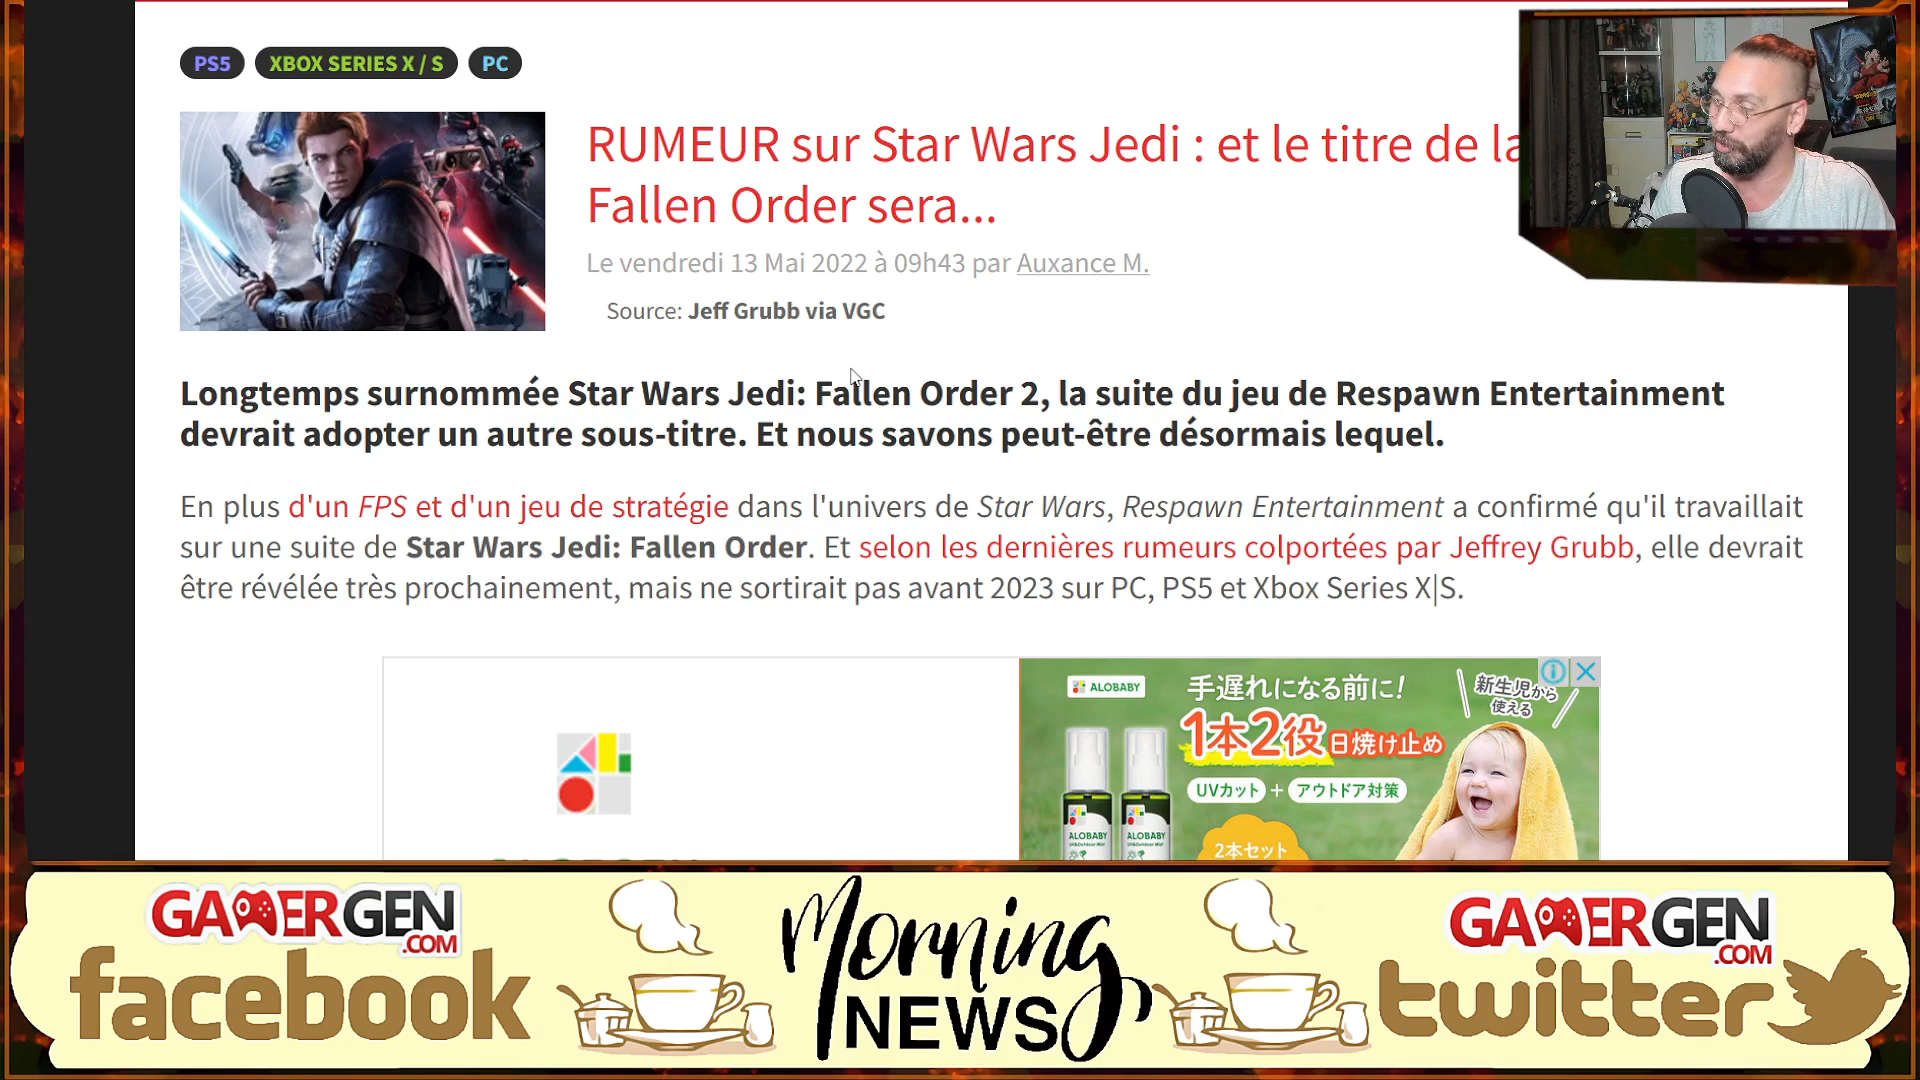 PS5
XBOX SERIES X / S
PC
RUMEUR sur Star Wars Jedi : et le titre de la
Fallen Order sera...
Le vendredi 13 Mai 2022 à 09h43 par Auxance M.
Source: Jeff Grubb via VGC
Longtemps surnommée Star Wars Jedi: Fallen Order 2, la suite du jeu de Respawn Entertainment
devrait adopter un autre sous-titre. Et nous savons peut-être désormais lequel.
En plus d'un FPS et d'un jeu de stratégie dans l'univers de Star Wars, Respawn Entertainment a confirmé qu'il travaillait
sur une suite de Star Wars Jedi: Fallen Order. Et selon les dernières rumeurs colportées par Jeffrey Grubb, elle devrait
être révélée très prochainement, mais ne sortirait pas avant 2023 sur PC, PS5 et Xbox Series X|S.
ALOBABY
手遅れになる前に!
新生児から
使える
1本2役 日焼け止め
UVカット + アウトドア対策
ALOBABY
ALOBABY
2本セット
GAMERGEN
.COM
facebook
Morning
NEWS
GAMERGEN
.COM
twitter